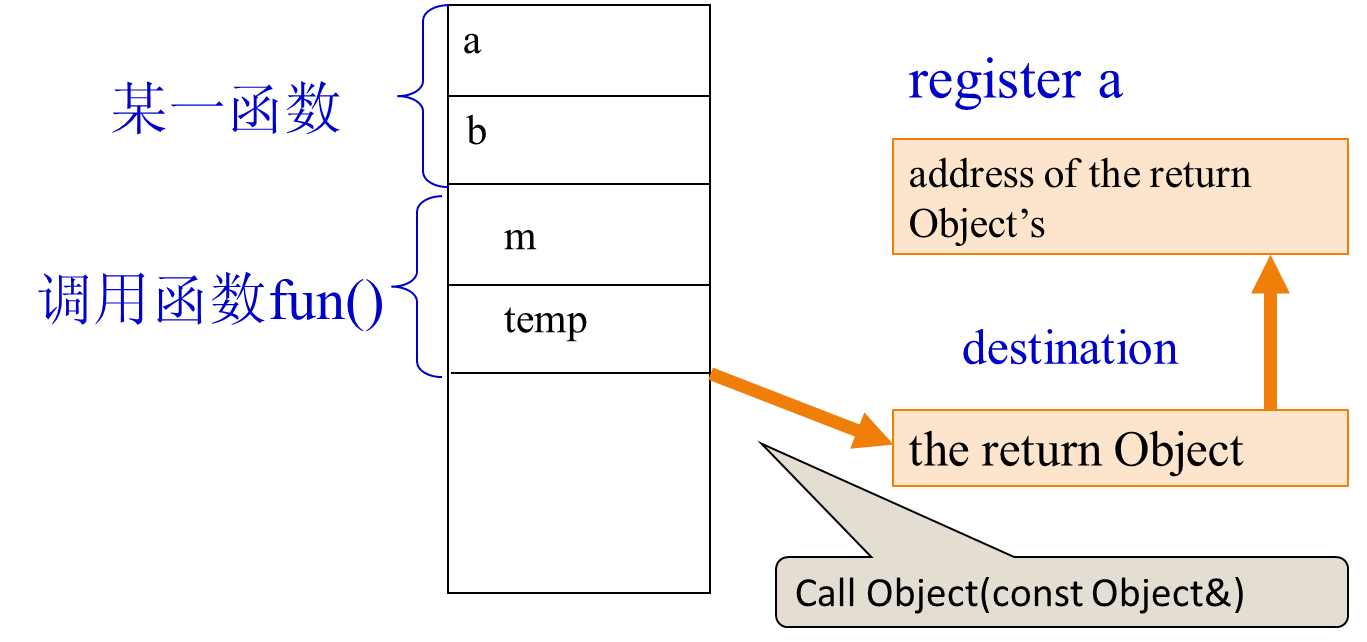 某一函数
a
b
调用函数fun()
m
temp
register a
address of the return
Object’s
destination
the return Object
Call Object(const Object&)